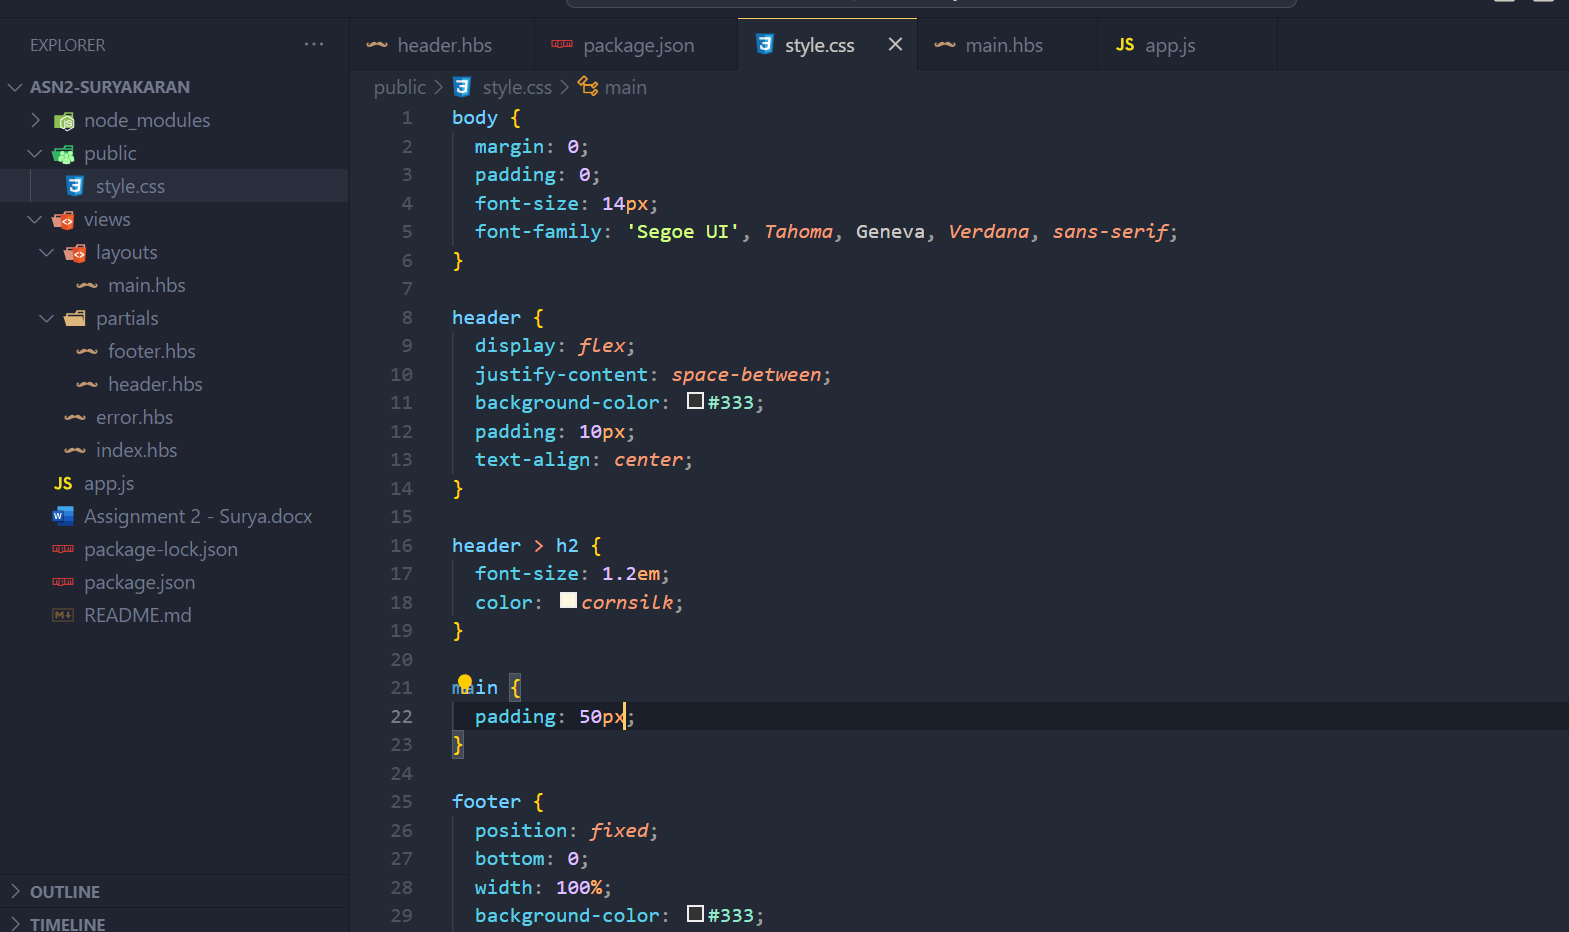 EXPLORER
ASN2-SURYAKARAN
node_modules
public
style.css
views
layouts
main.hbs
partials
footer.hbs
header.hbs
error.hbs
index.hbs
JS app.js
Assignment 2 - Surya.docx
package-lock.json
package.json
README.md
OUTLINE
TIMELINE
header.hbs package.json style.css main.hbs JS app.js
public > style.css > main
1 body {
2 margin: 0;
3 padding: 0;
4 font-size: 14px;
5 font-family: 'Segoe UI', Tahoma, Geneva, Verdana, sans-serif;
6 }
7
8 header {
9 display: flex;
10 justify-content: space-between;
11 background-color: #333;
12 padding: 10px;
13 text-align: center;
14 }
15
16 header > h2 {
17 font-size: 1.2em;
18 color: cornsilk;
19 }
20
21 main {
22 padding: 50px;
23 }
24
25 footer {
26 position: fixed;
27 bottom: 0;
28 width: 100%;
29 background-color: #333;